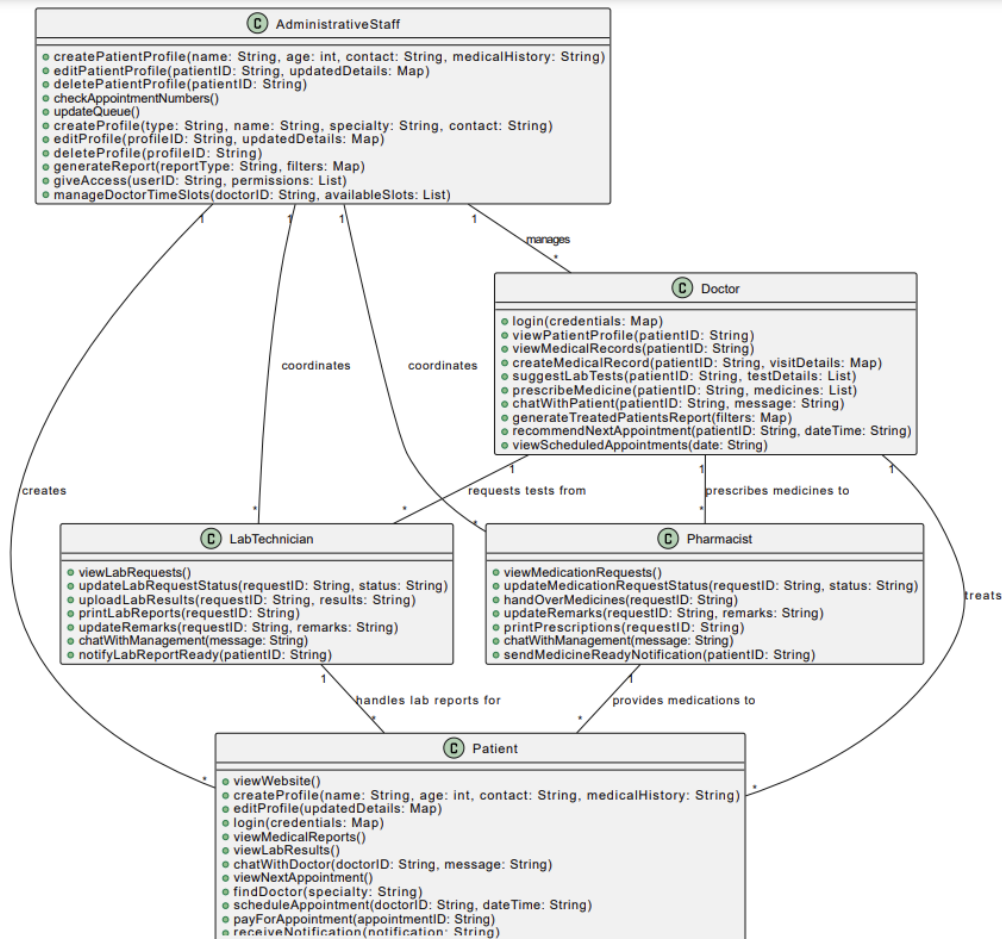 C AdministrativeStaff
createPatientProfile(name: String, age: int, contact: String, medicalHistory: String)
editPatientProfile(patientID: String, updatedDetails: Map)
deletePatientProfile(patientID: String)
checkAppointmentNumbers()
updateQueue()
createProfile(type: String, name: String, specialty: String, contact: String)
editProfile(profileID: String, updatedDetails: Map)
deleteProfile(profileID: String)
generateReport(reportType: String, filters: Map)
giveAccess(userID: String, permissions: List)
manageDoctorTimeSlots(doctorID: String, availableSlots: List)
1 1 1 1
manages
*
C Doctor
login(credentials: Map)
viewPatientProfile(patientID: String)
viewMedicalRecords(patientID: String)
createMedicalRecord(patientID: String, visitDetails: Map)
suggestLabTests(patientID: String, testDetails: List)
prescribeMedicine(patientID: String, medicines: List)
chatWithPatient(patientID: String, message: String)
generateTreatedPatientsReport(filters: Map)
recommendNextAppointment(patientID: String, dateTime: String)
viewScheduledAppointments(date: String)
coordinates coordinates
1 1 1
creates requests tests from prescribes medicines to
* * * *
C LabTechnician
viewLabRequests()
updateLabRequestStatus(requestID: String, status: String)
uploadLabResults(requestID: String, results: String)
printLabReports(requestID: String)
updateRemarks(requestID: String, remarks: String)
chatWithManagement(message: String)
notifyLabReportReady(patientID: String)
C Pharmacist
viewMedicationRequests()
updateMedicationRequestStatus(requestID: String, status: String)
handOverMedicines(requestID: String)
updateRemarks(requestID: String, remarks: String)
printPrescriptions(requestID: String)
chatWithManagement(message: String)
sendMedicineReadyNotification(patientID: String)
treats
1 1
handles lab reports for provides medications to
* *
* *
C Patient
viewWebsite()
createProfile(name: String, age: int, contact: String, medicalHistory: String)
editProfile(updatedDetails: Map)
login(credentials: Map)
viewMedicalReports()
viewLabResults()
chatWithDoctor(doctorID: String, message: String)
viewNextAppointment()
findDoctor(specialty: String)
scheduleAppointment(doctorID: String, dateTime: String)
payForAppointment(appointmentID: String)
receiveNotification(notification: String)